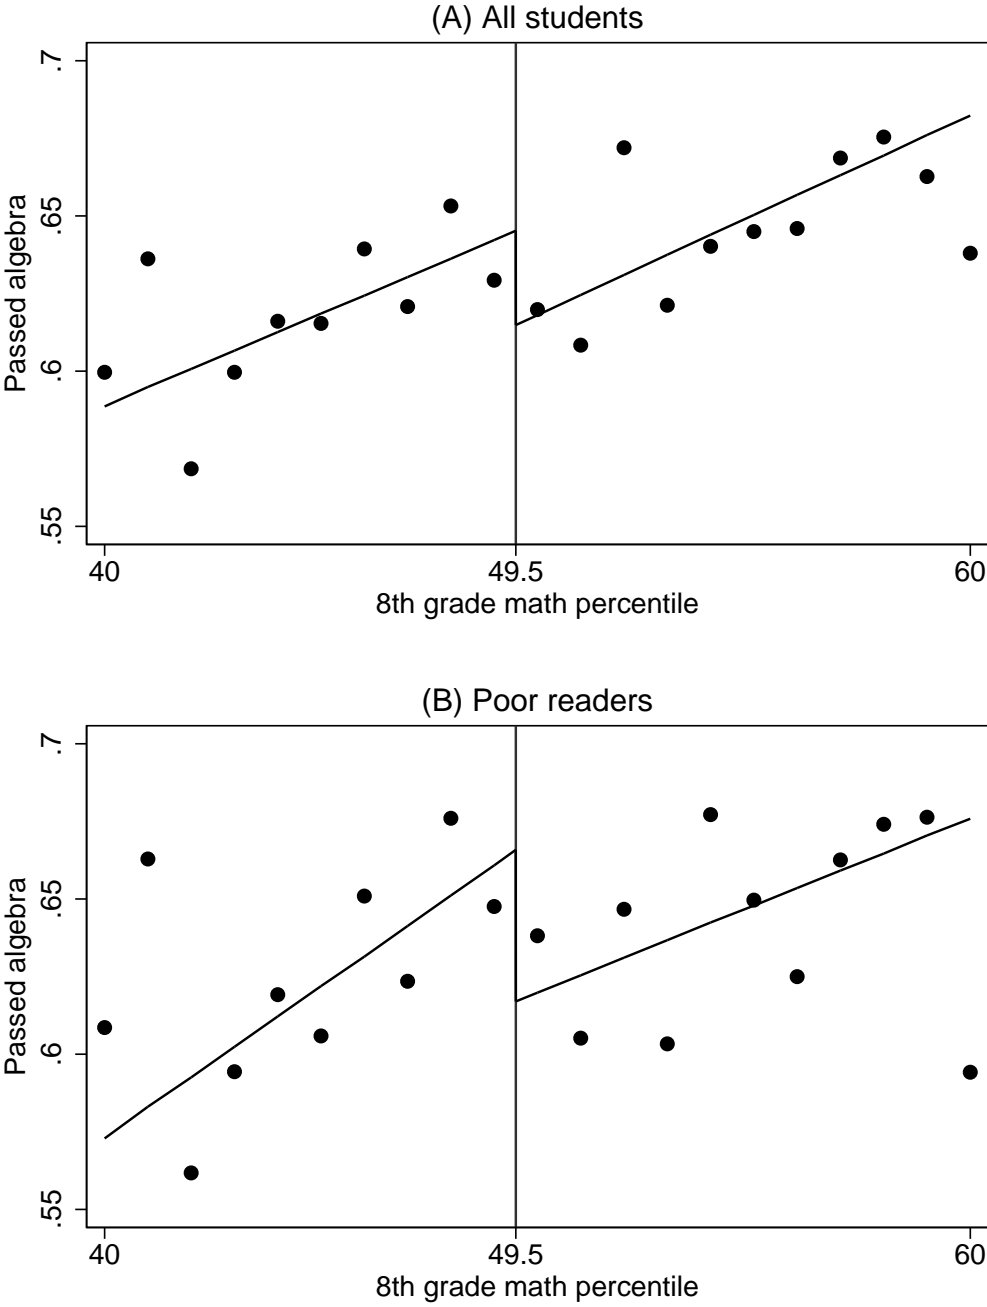 (A) All students
Passed algebra
.7
.65
.6
.55
40 49.5 60
8th grade math percentile
(B) Poor readers
Passed algebra
.7
.65
.6
.55
40 49.5 60
8th grade math percentile